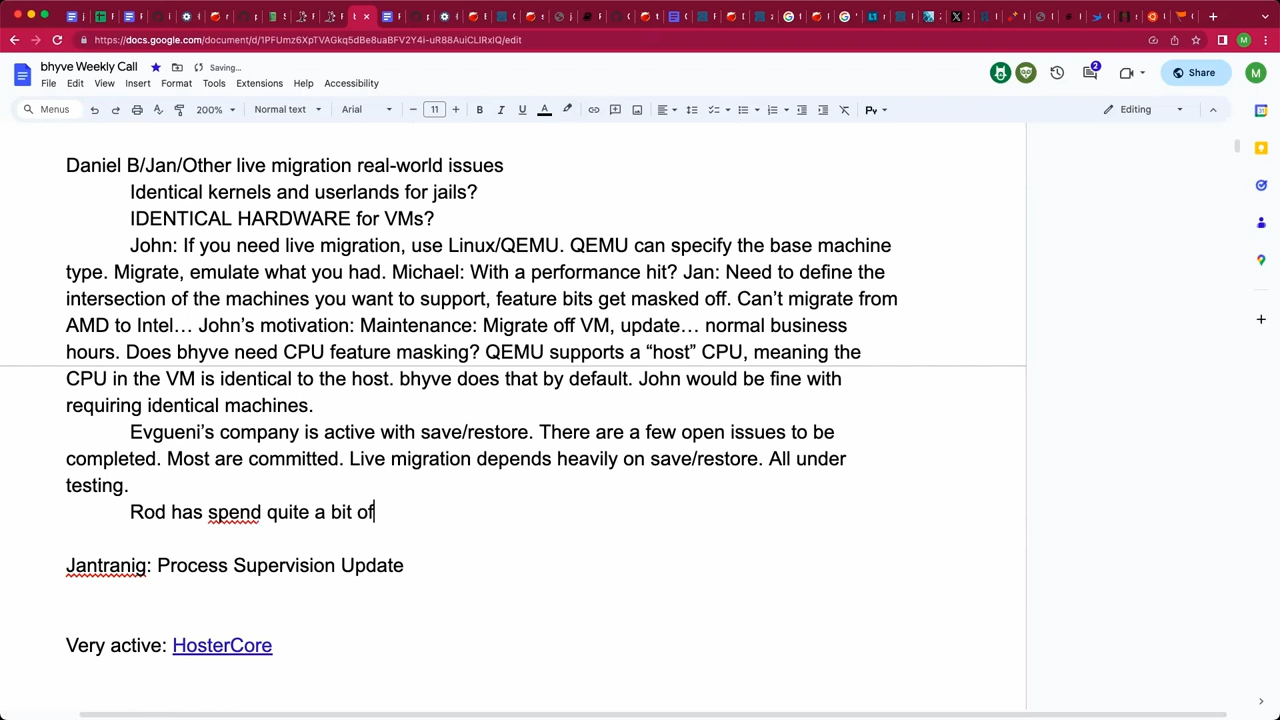 https://docs.google.com/document/d/1PFUmz6XpTVAGkq5dBe8uaBFV2Y4i-uR88AuiCLlRxlQ/edit
bhyve Weekly Call
Saving…
File Edit View Insert Format Tools Extensions Help Accessibility
2
Share
M
Menus 200% Normal text Arial 11 B I U A Editing
Daniel B/Jan/Other live migration real-world issues
Identical kernels and userlands for jails?
IDENTICAL HARDWARE for VMs?
John: If you need live migration, use Linux/QEMU. QEMU can specify the base machine
type. Migrate, emulate what you had. Michael: With a performance hit? Jan: Need to define the
intersection of the machines you want to support, feature bits get masked off. Can’t migrate from
AMD to Intel… John’s motivation: Maintenance: Migrate off VM, update… normal business
hours. Does bhyve need CPU feature masking? QEMU supports a “host” CPU, meaning the
CPU in the VM is identical to the host. bhyve does that by default. John would be fine with
requiring identical machines.
Evgueni’s company is active with save/restore. There are a few open issues to be
completed. Most are committed. Live migration depends heavily on save/restore. All under
testing.
Rod has spend quite a bit of
Jantranig: Process Supervision Update
Very active: HosterCore